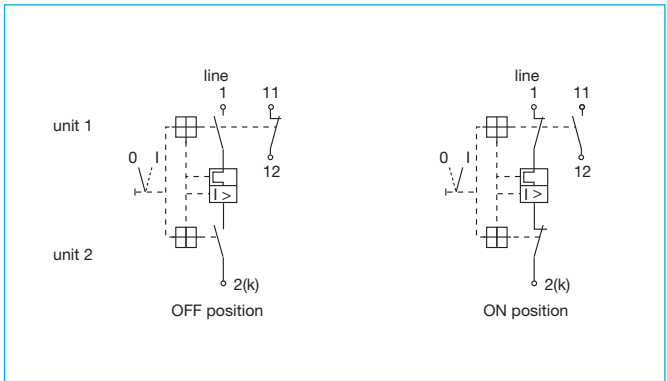 line
1
11
unit 1
0
I
12
I >
unit 2
2(k)
OFF position
line
1
11
0
I
12
I >
2(k)
ON position